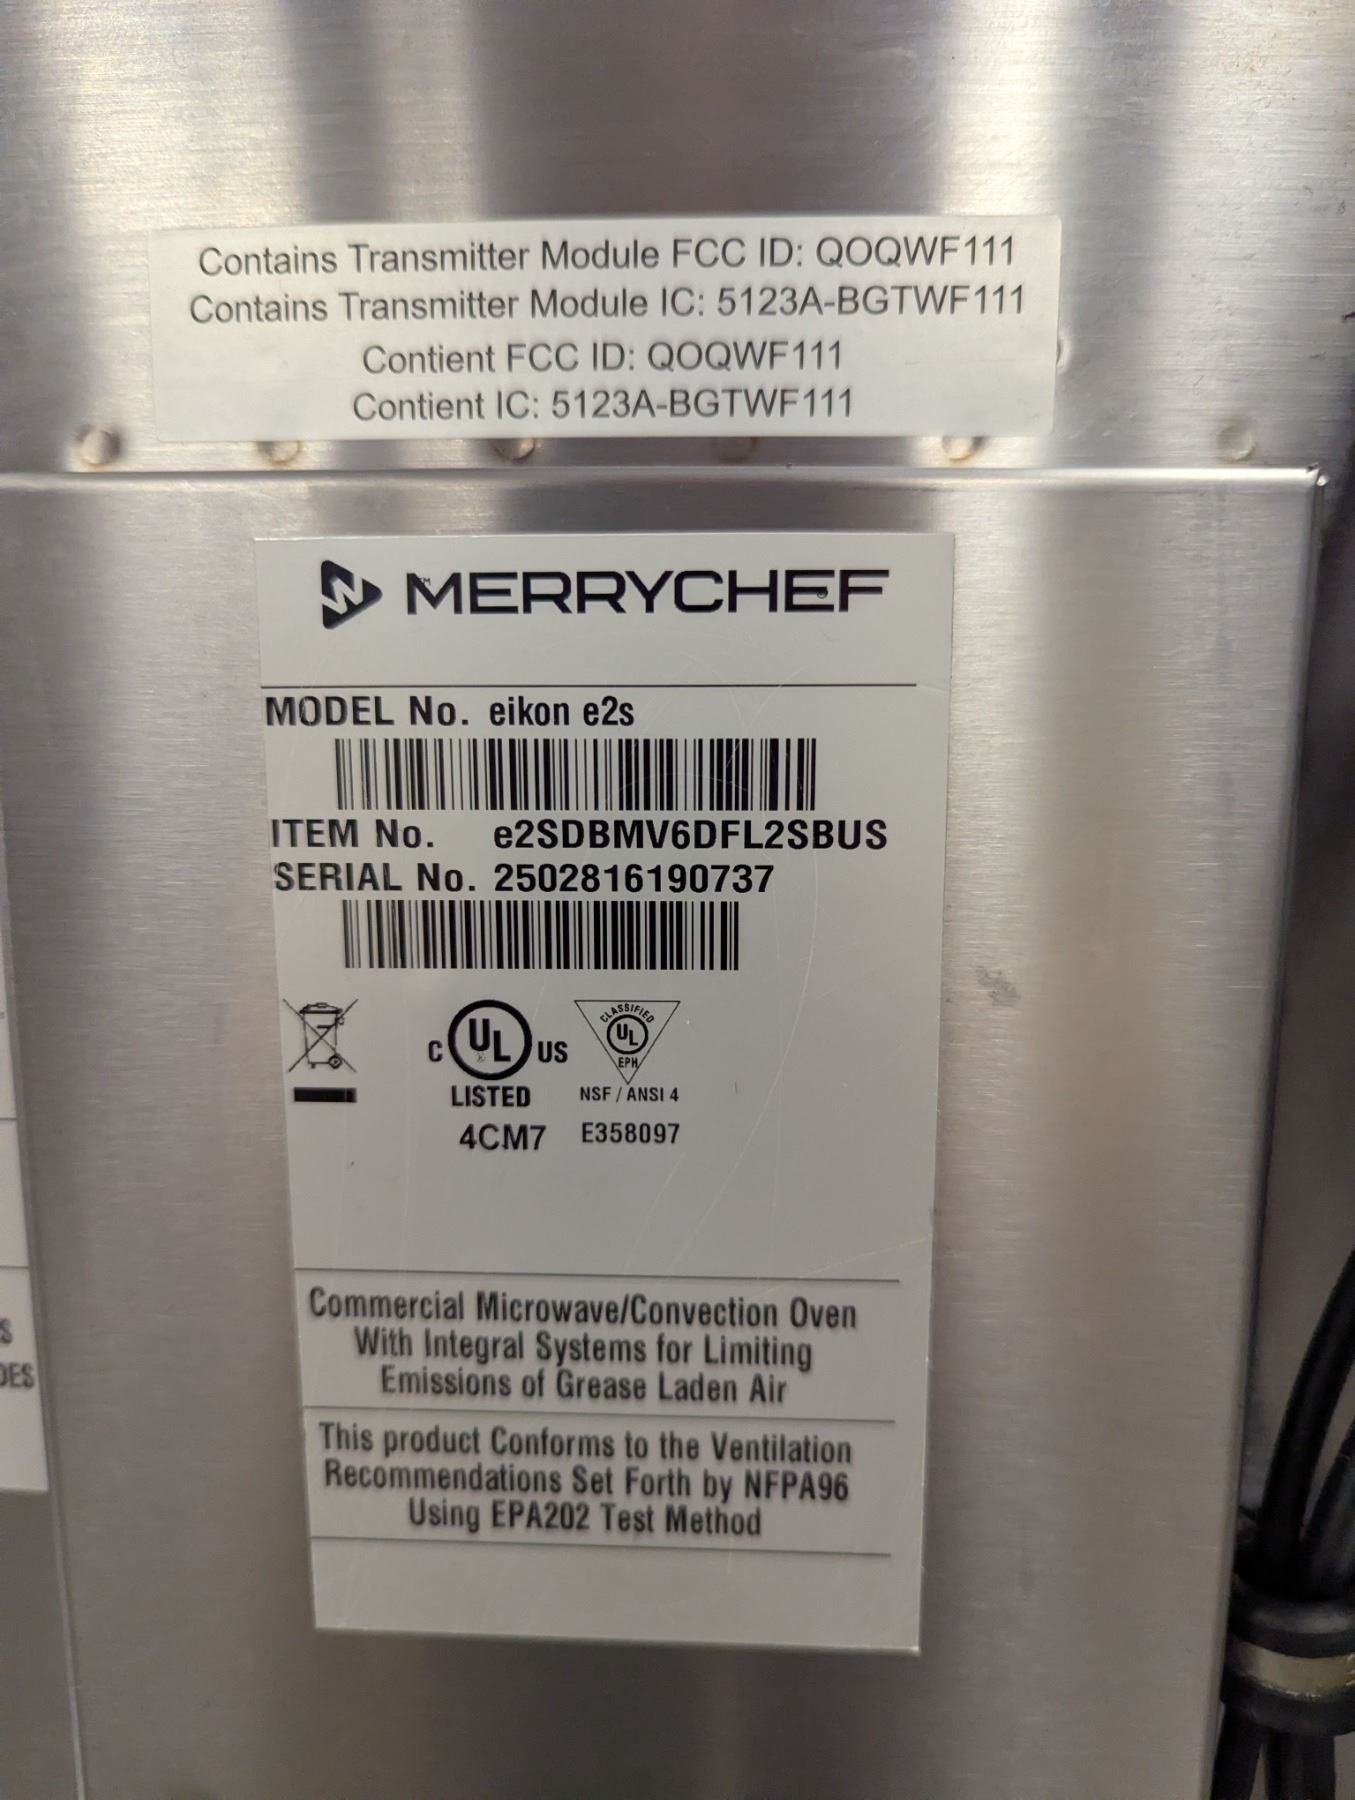 Contains Transmitter Module FCC ID: QOQWF111
Contains Transmitter Module IC: 5123A-BGTWF111
Contient FCC ID: QOQWF111
Contient IC: 5123A-BGTWF111
MERRYCHEF
MODEL No. eikon e2s
ITEM No. e2SDBMV6DFL2SBUS
SERIAL No. 2502816190737
CLASSIFIED
C UL US
UL
EPH
LISTED
NSF / ANSI 4
4CM7 E358097
Commercial Microwave/Convection Oven
With Integral Systems for Limiting
Emissions of Grease Laden Air
This product Conforms to the Ventilation
Recommendations Set Forth by NFPA96
Using EPA202 Test Method